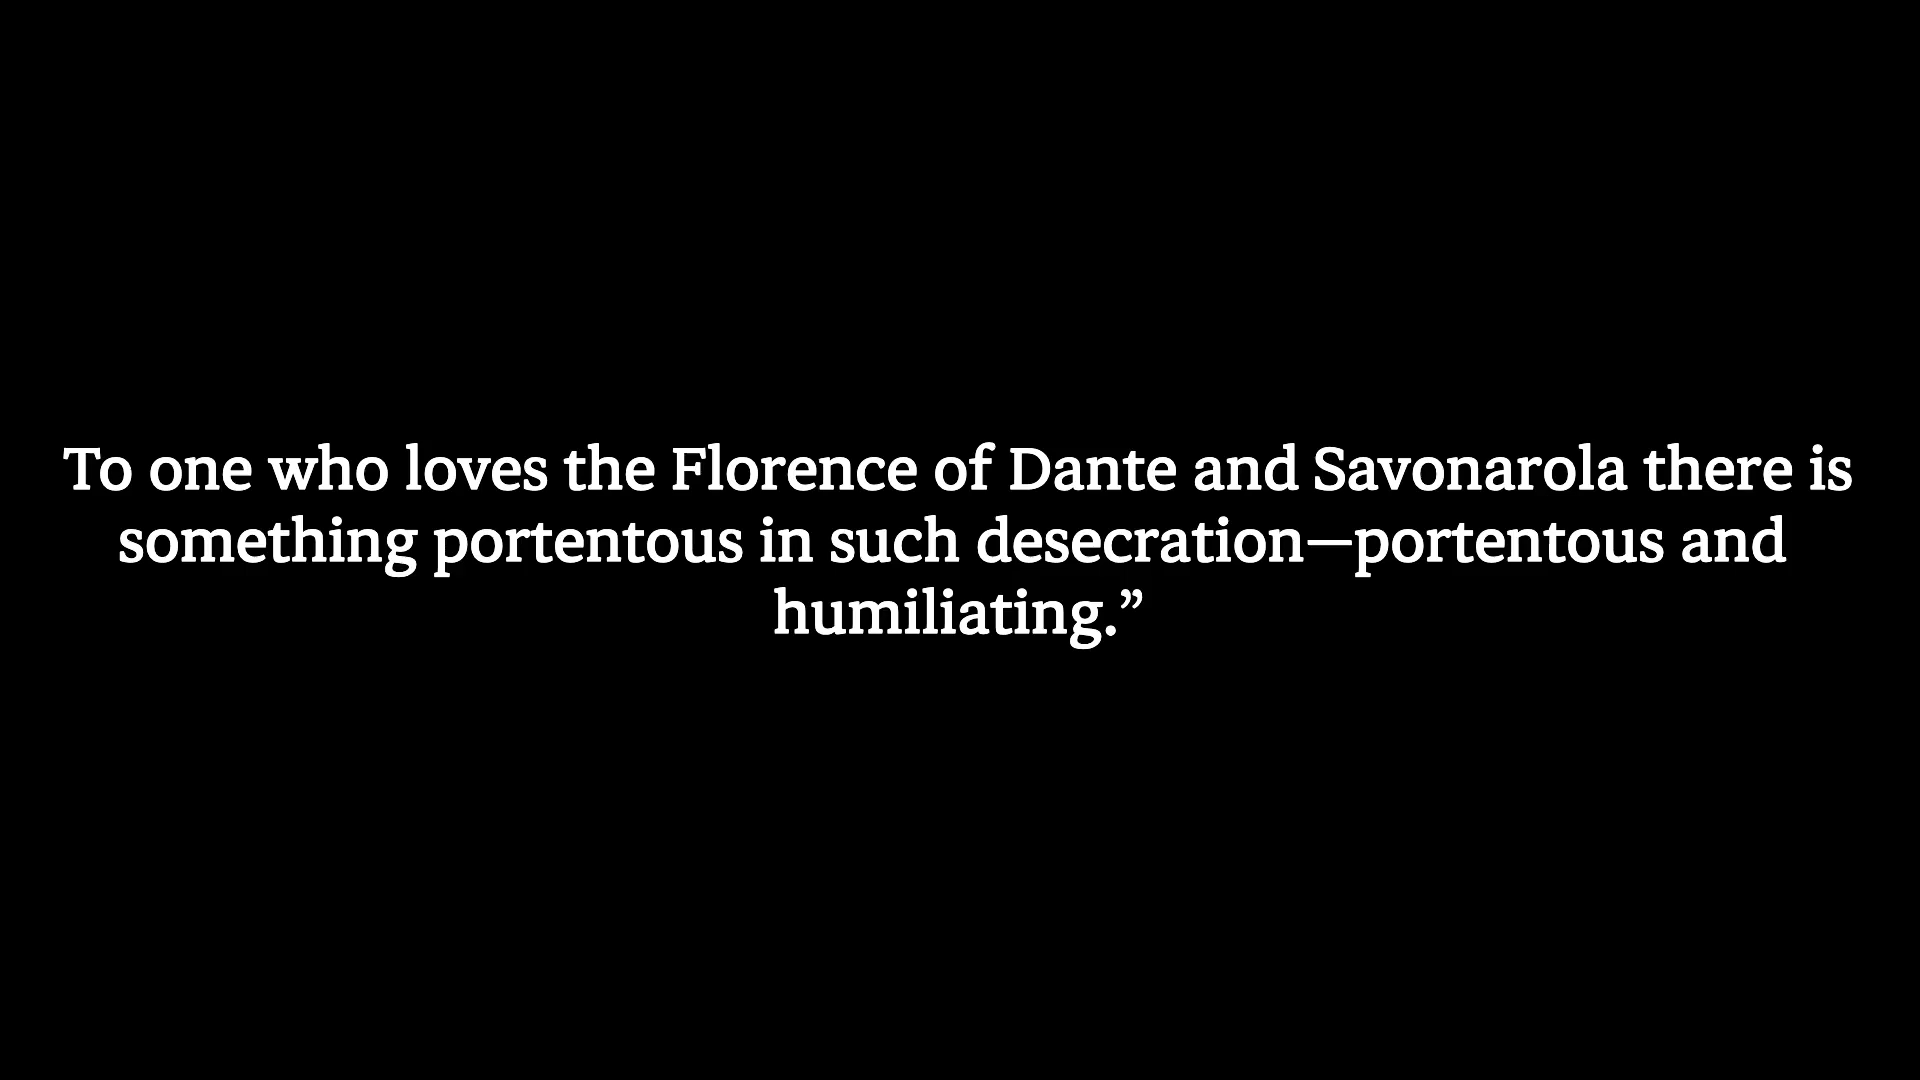 To one who loves the Florence of Dante and Savonarola there is
something portentous in such desecration—portentous and
humiliating.”